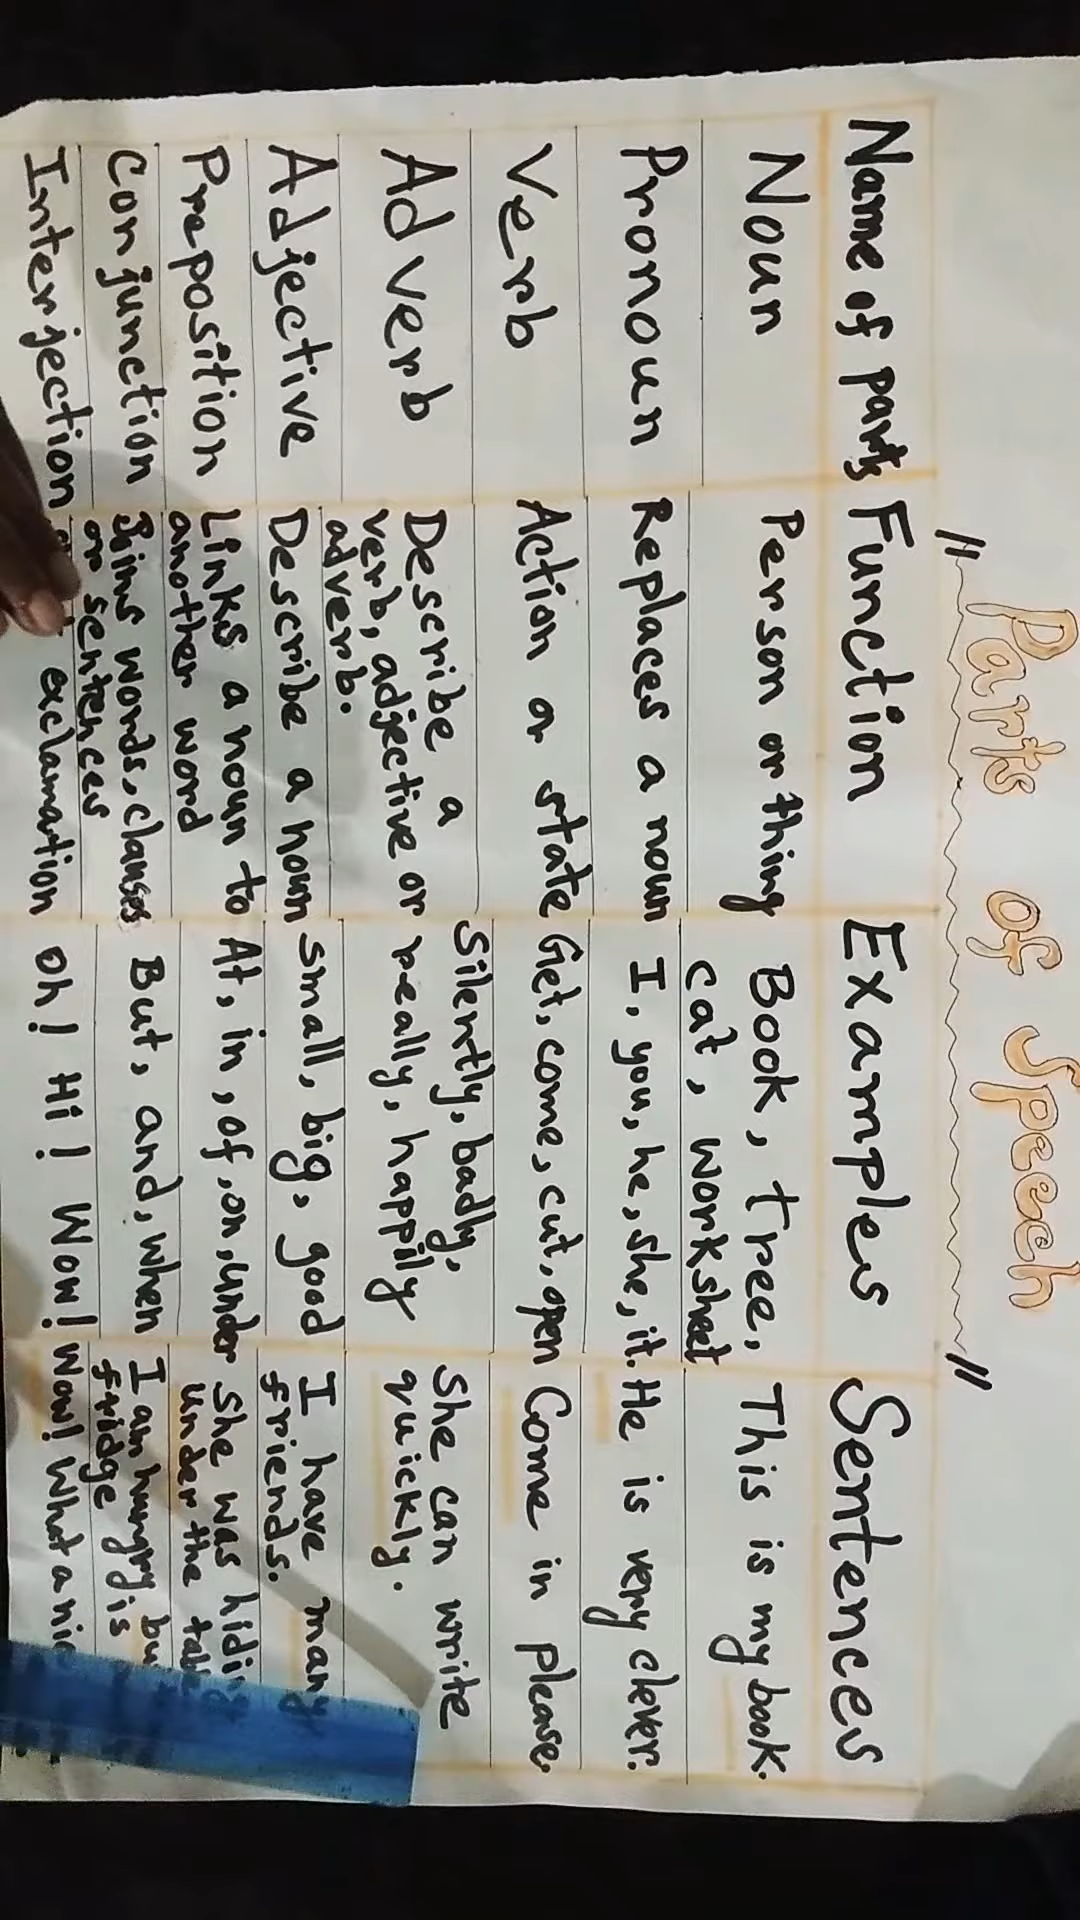 "Parts of Speech"
Name of parts Function Examples Sentences
Noun Person or thing Book, tree,
cat, worksheet This is my book.
Pronoun Replaces a noun I, you, he, she, it. He is very clever.
Verb Action or state Get, come, cut, open Come in please.
Adverb Describe a
verb, adjective or
adverb. Silently, badly,
really, happily She can write
quickly.
Adjective Describe a noun small, big, good I have many
friends.
Preposition Links a noun to
another word At, in, of, on, under She was hiding
under the
Conjunction Joins words, clauses
or sentences But, and, when I am hungry
fridge is
Interjection exclamation oh! Hi! Wow! Wow! What a